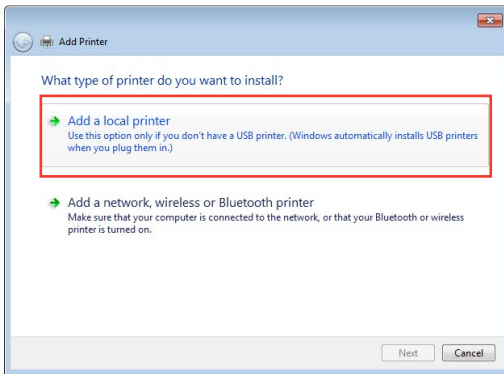 Add Printer
What type of printer do you want to install?
Add a local printer
Use this option only if you don't have a USB printer. (Windows automatically installs USB printers
when you plug them in.)
Add a network, wireless or Bluetooth printer
Make sure that your computer is connected to the network, or that your Bluetooth or wireless
printer is turned on.
Next
Cancel